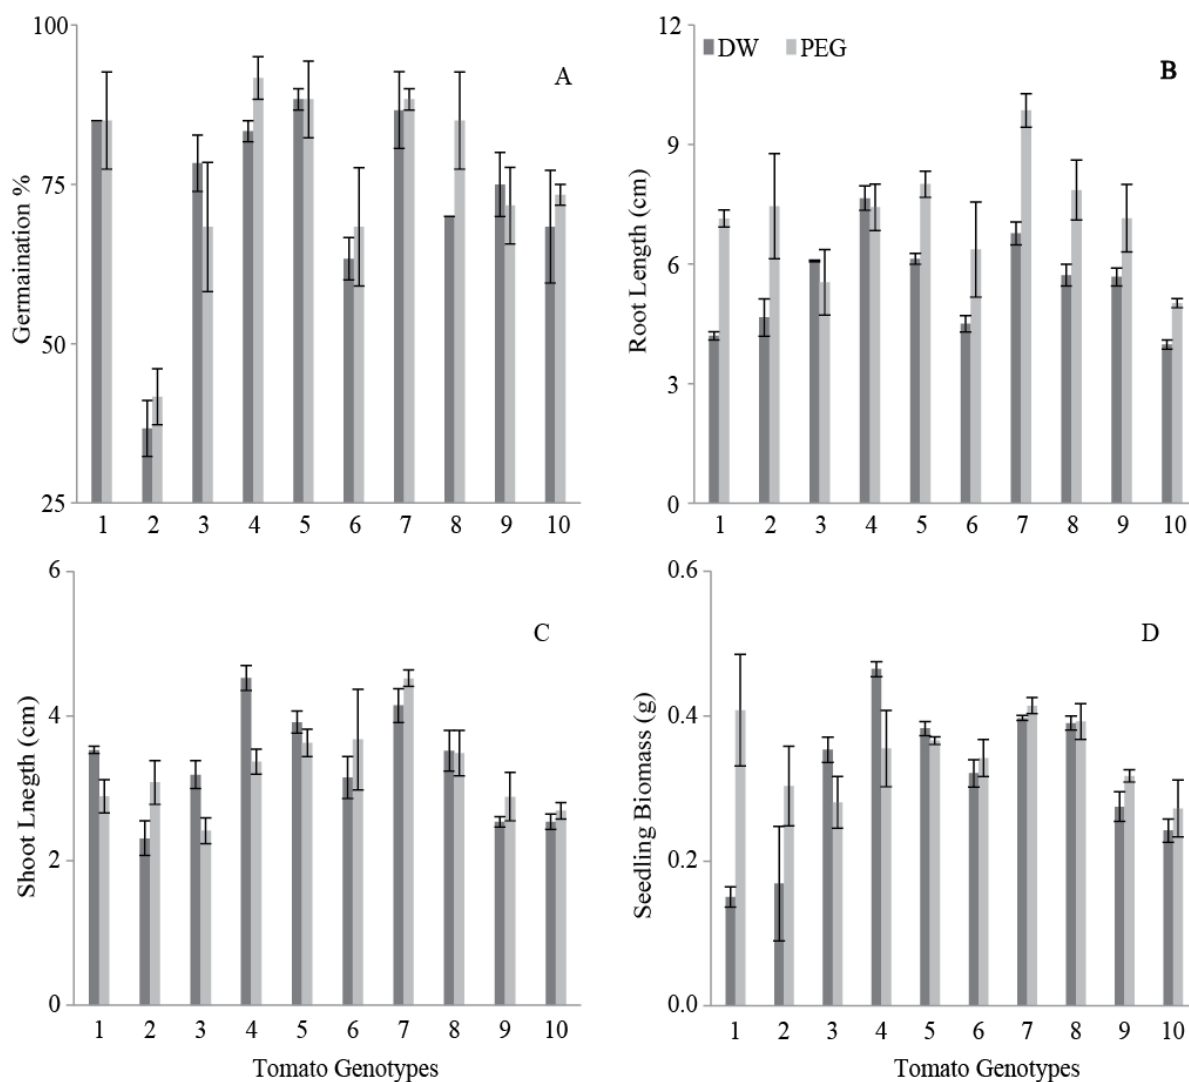 100
75
50
25
Germaination %
A
1 2 3 4 5 6 7 8 9 10
12
9
6
3
0
Root Length (cm)
DW PEG
B
1 2 3 4 5 6 7 8 9 10
6
4
2
0
Shoot Lnegth (cm)
C
1 2 3 4 5 6 7 8 9 10
Tomato Genotypes
0.6
0.4
0.2
0.0
Seedling Biomass (g)
D
1 2 3 4 5 6 7 8 9 10
Tomato Genotypes